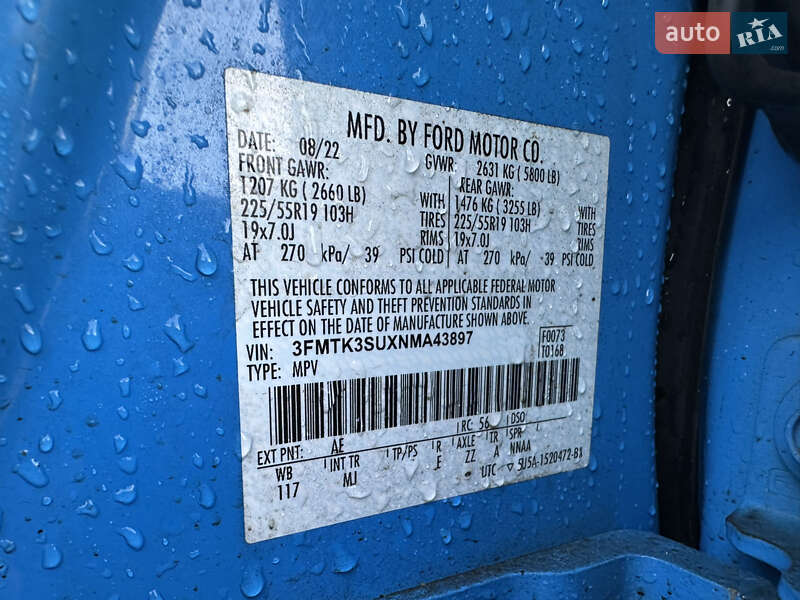 auto RIA .com
MFD. BY FORD MOTOR CO.
DATE: 08/22 GVWR: 2631 KG ( 5800 LB)
FRONT GAWR: REAR GAWR:
1207 KG ( 2660 LB) WITH 1476 KG ( 3255 LB) WITH
225/55R19 103H TIRES 225/55R19 103H TIRES
19x7.0J RIMS 19x7.0J RIMS
AT 270 kPa/ 39 PSI COLD AT 270 kPa/ 39 PSI COLD
THIS VEHICLE CONFORMS TO ALL APPLICABLE FEDERAL MOTOR
VEHICLE SAFETY AND THEFT PREVENTION STANDARDS IN
EFFECT ON THE DATE OF MANUFACTURE SHOWN ABOVE.
VIN: 3FMTK3SUXNMA43897 F0073
TYPE: MPV T0168
EXT PNT: AE RC: 56 DSO
WB INT TR TP/PS R AXLE TR SPR
117 MJ E ZZ A NNAA
UTC ▽ 5U5A-1520472-BA